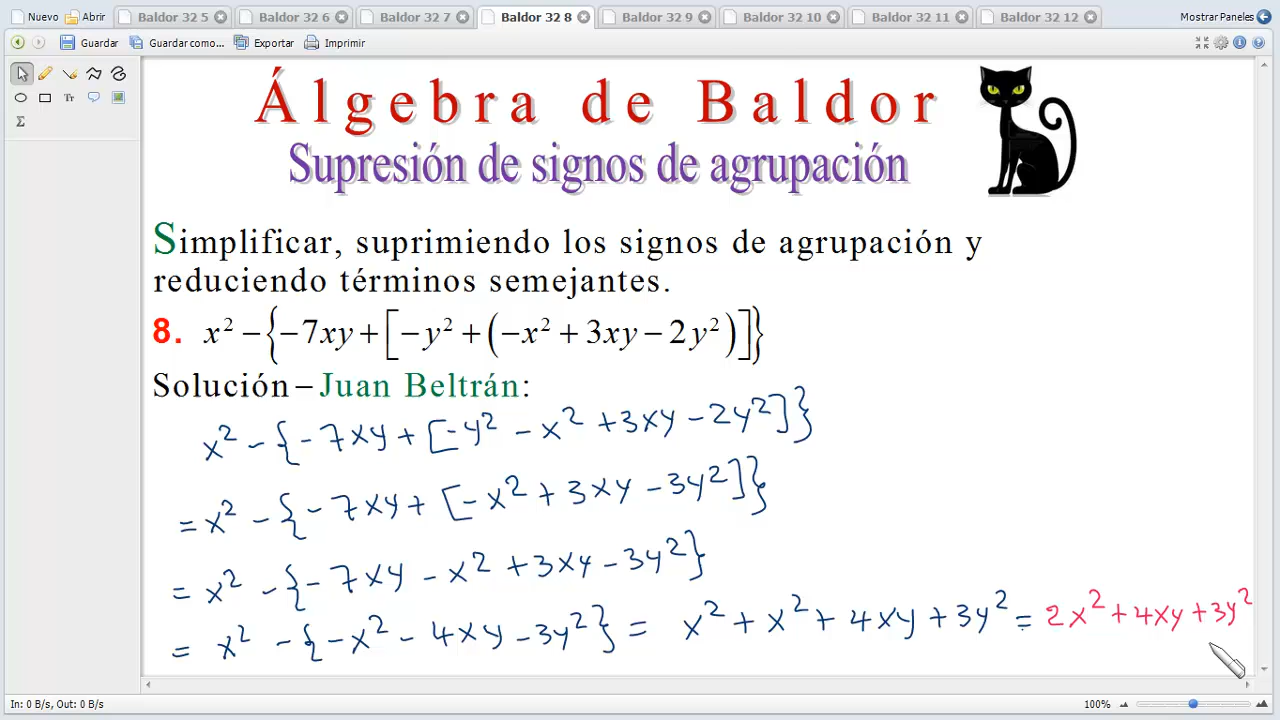 Nuevo Abrir Baldor 32 5 Baldor 32 6 Baldor 32 7 Baldor 32 8 Baldor 32 9 Baldor 32 10 Baldor 32 11 Baldor 32 12 Mostrar Paneles
Guardar Guardar como... Exportar Imprimir
Tr
Σ
Álgebra de Baldor
Supresión de signos de agrupación
Simplificar, suprimiendo los signos de agrupación y
reduciendo términos semejantes.
8. x² − {−7xy + [−y² + (−x² + 3xy − 2y²)]}
Solución – Juan Beltrán:
x² − {−7xy + [−y² − x² + 3xy − 2y²]}
= x² − {−7xy + [−x² + 3xy − 3y²]}
= x² − {−7xy − x² + 3xy − 3y²}
= x² − {−x² − 4xy − 3y²} = x² + x² + 4xy + 3y² = 2x² + 4xy + 3y²
In: 0 B/s, Out: 0 B/s 100%